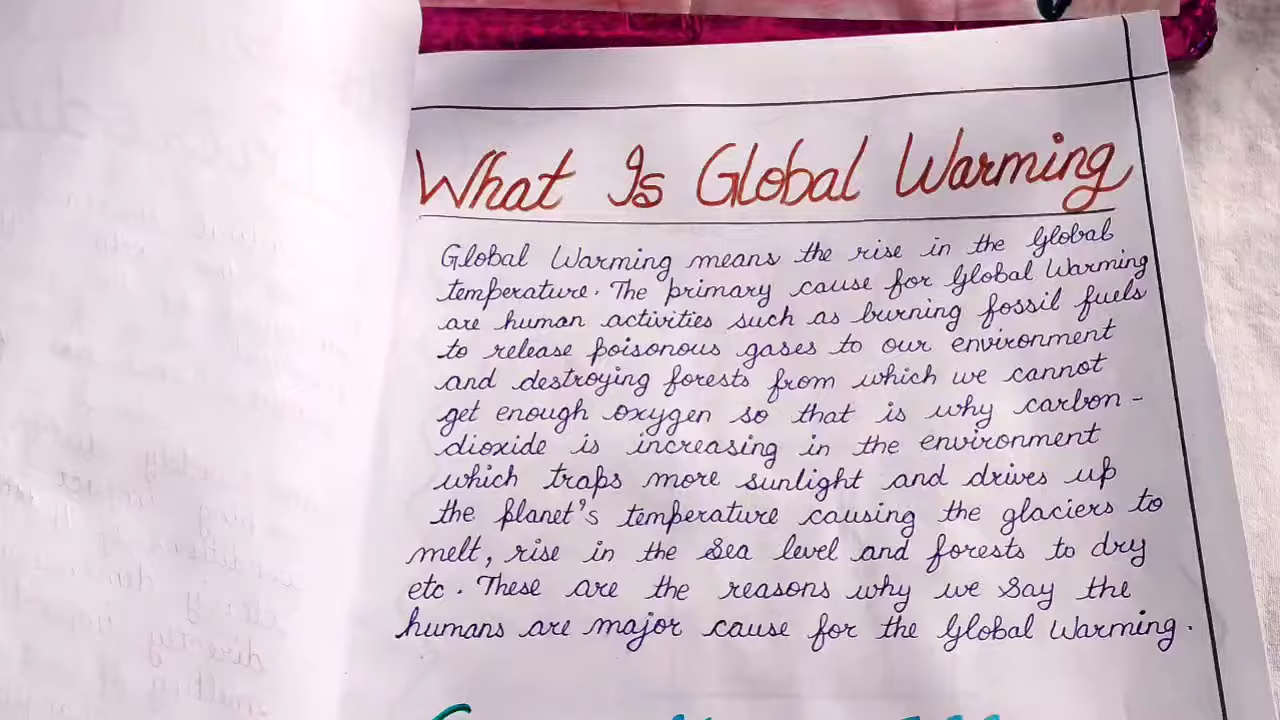 What Is Global Warming
Global Warming means the rise in the Global
temperature. The primary cause for Global Warming
are human activities such as burning fossil fuels
to release poisonous gases to our environment
and destroying forests from which we cannot
get enough oxygen so that is why carbon-
dioxide is increasing in the environment
which traps more sunlight and drives up
the planet's temperature causing the glaciers to
melt, rise in the Sea level and forests to dry
etc. These are the reasons why we Say the
humans are major cause for the Global Warming.